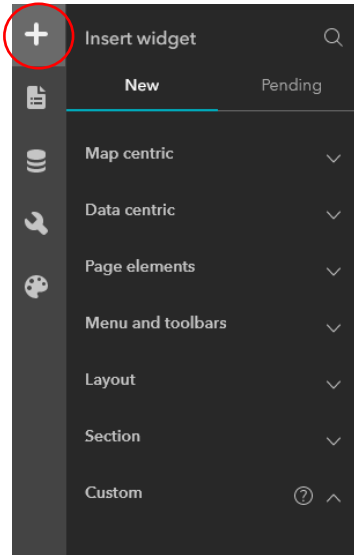 Insert widget
New Pending
Map centric
Data centric
Page elements
Menu and toolbars
Layout
Section
Custom